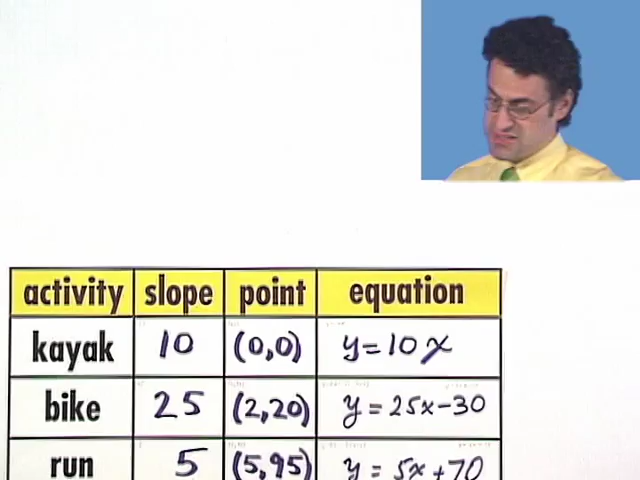 activity slope point equation
kayak 10 (0,0) y=10x
bike 25 (2,20) y=25x-30
run 5 (5,95) y=5x+70